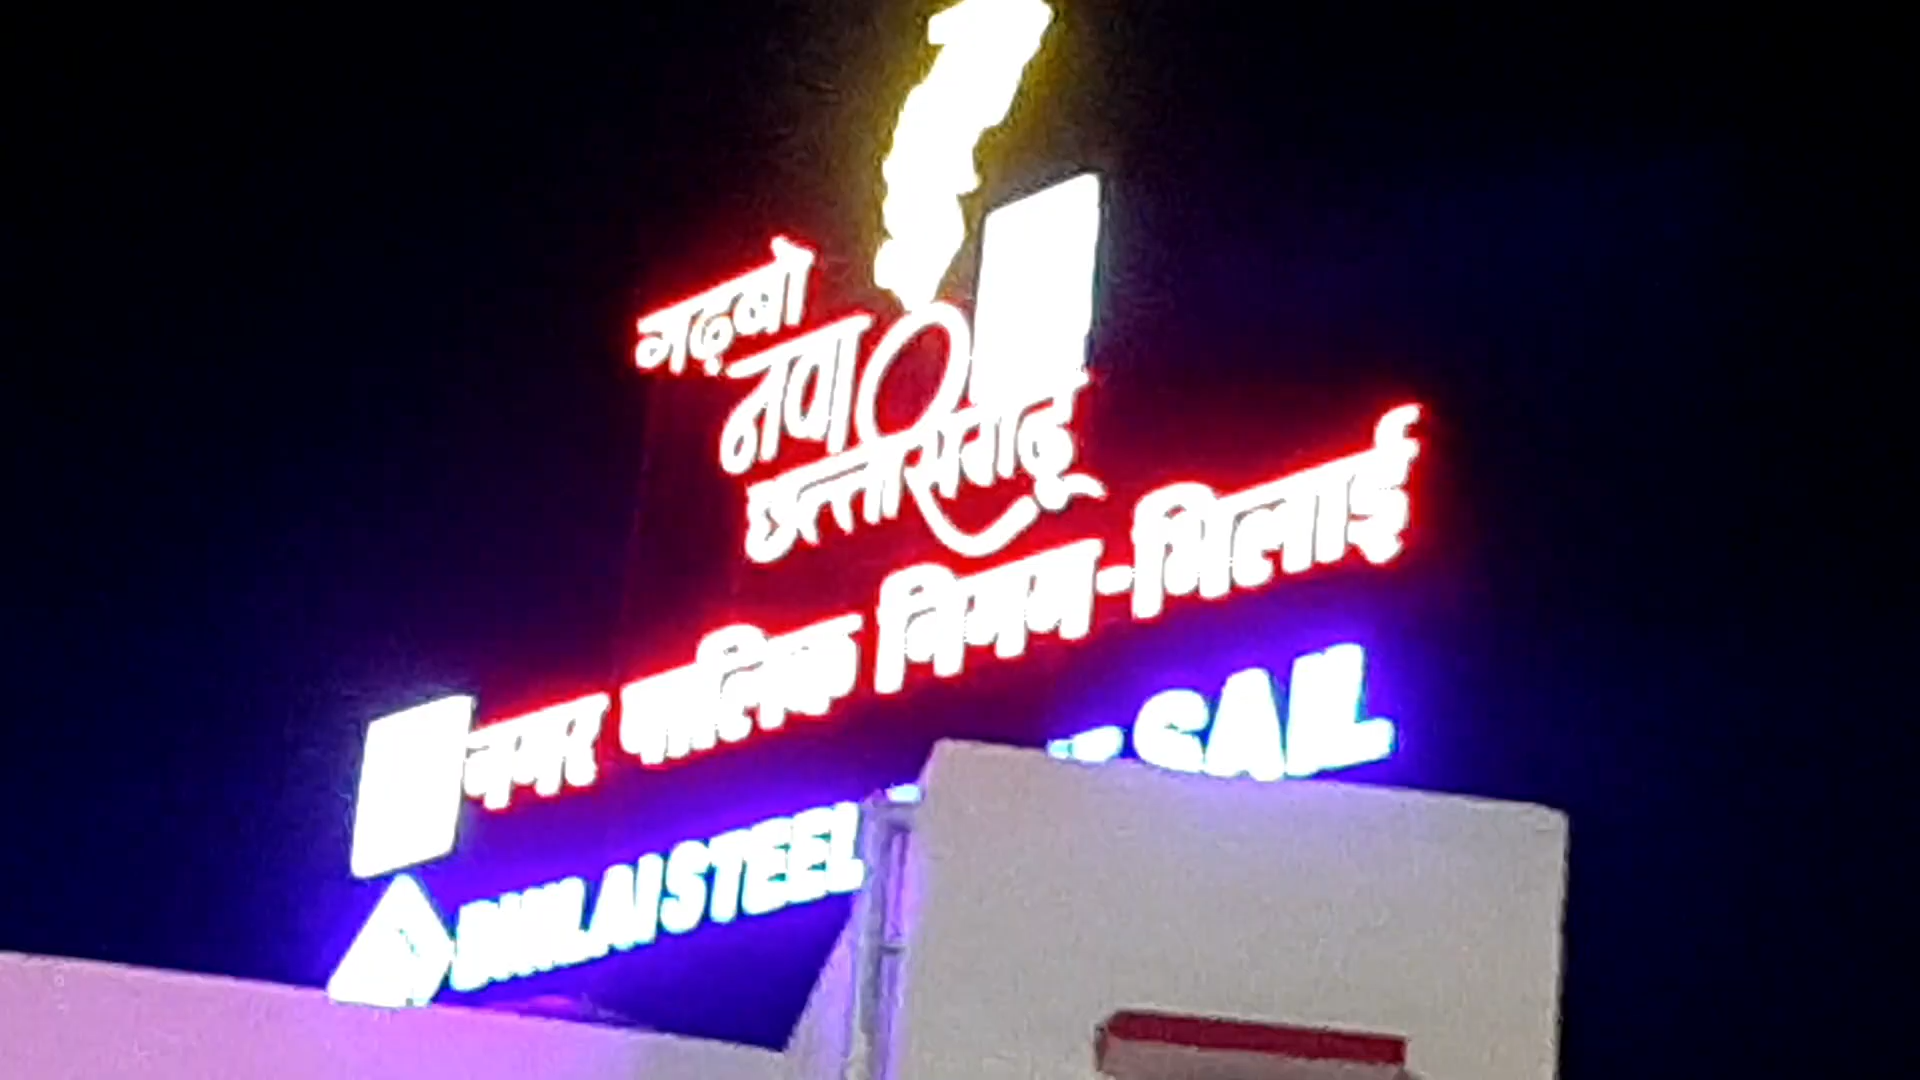 गढ़बो
नवा
छत्तीसगढ़
नगर पालिक निगम-भिलाई
BHILAI STEEL
SAIL